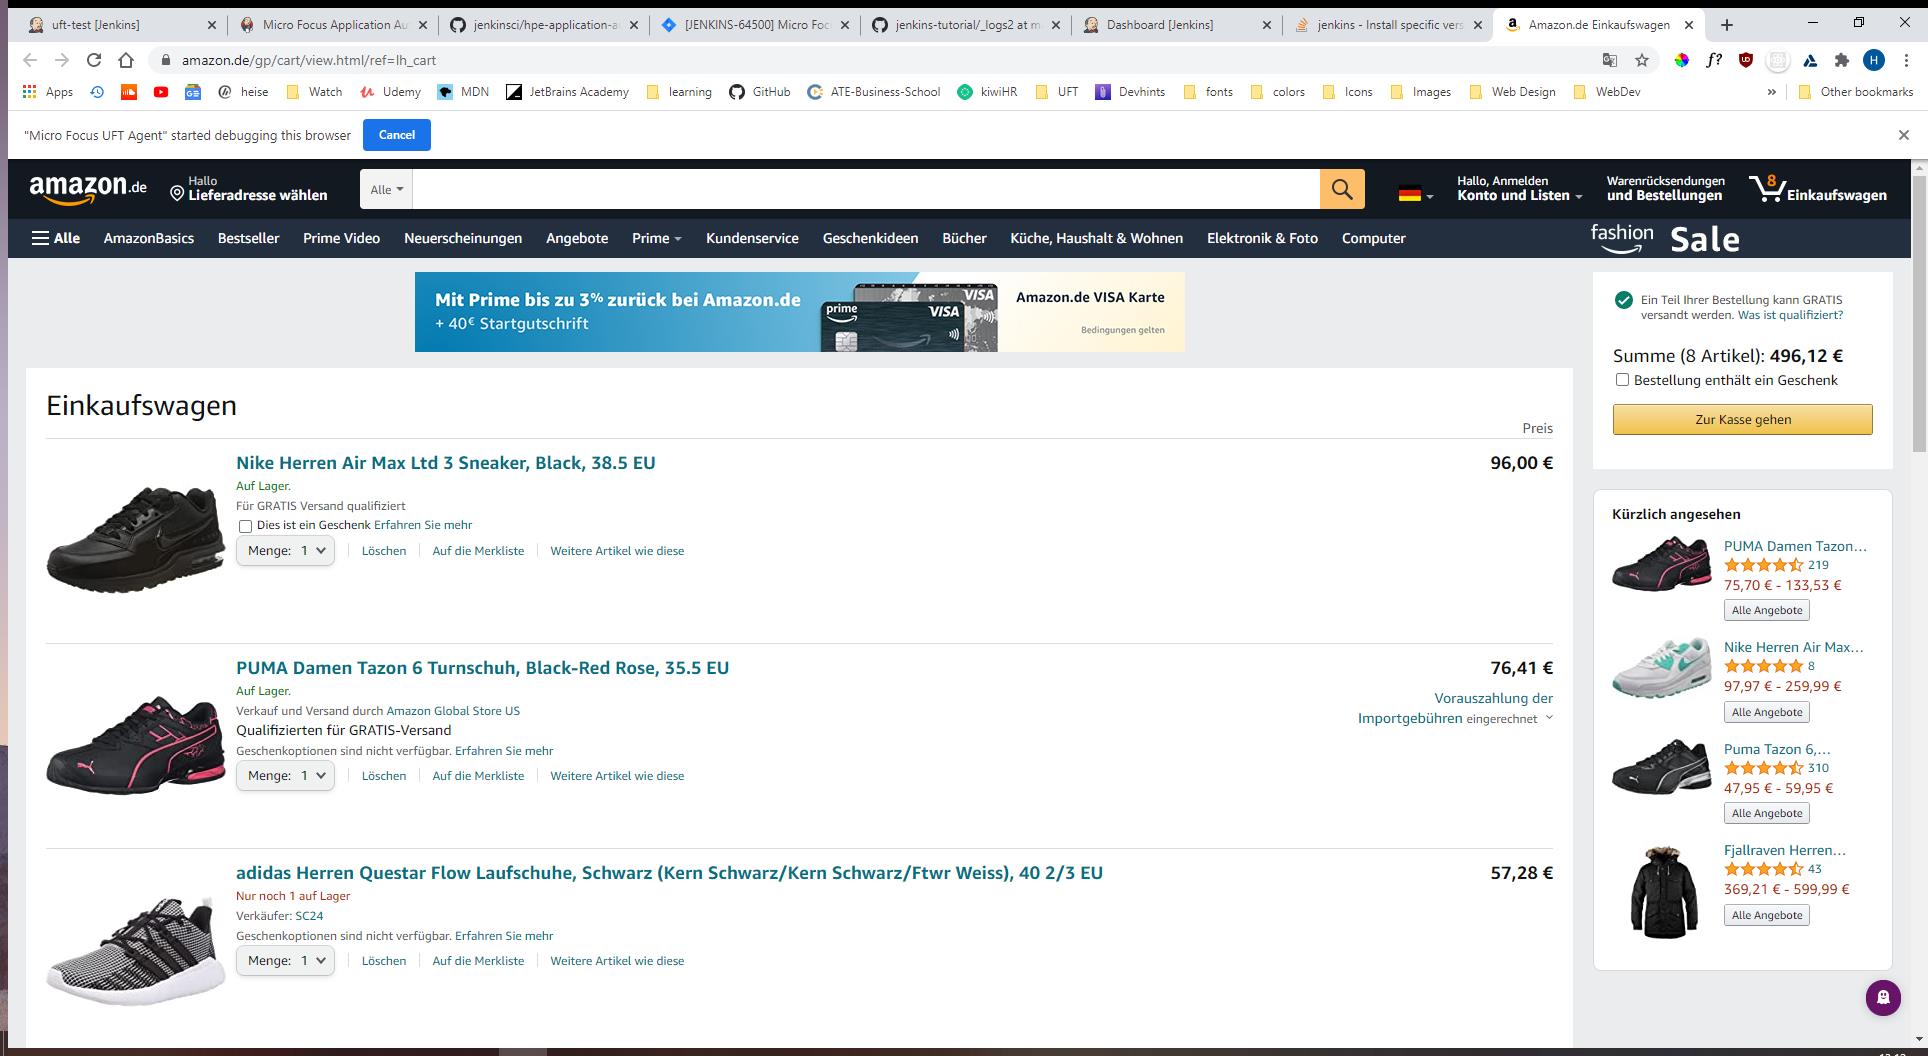 uft-test [Jenkins]
Micro Focus Application Au
jenkinsci/hpe-application-a
[JENKINS-64500] Micro Foc
jenkins-tutorial/_logs2 at m
Dashboard [Jenkins]
jenkins - Install specific vers
Amazon.de Einkaufswagen
amazon.de/gp/cart/view.html/ref=lh_cart
f?
H
Apps
heise
Watch
Udemy
MDN
JetBrains Academy
learning
GitHub
ATE-Business-School
kiwiHR
UFT
Devhints
fonts
colors
Icons
Images
Web Design
WebDev
»
Other bookmarks
"Micro Focus UFT Agent" started debugging this browser
Cancel
amazon.de
Hallo
Lieferadresse wählen
Alle
Hallo, Anmelden
Konto und Listen
Warenrücksendungen
und Bestellungen
8
Einkaufswagen
Alle
AmazonBasics
Bestseller
Prime Video
Neuerscheinungen
Angebote
Prime
Kundenservice
Geschenkideen
Bücher
Küche, Haushalt & Wohnen
Elektronik & Foto
Computer
fashion Sale
Mit Prime bis zu 3% zurück bei Amazon.de
+ 40€ Startgutschrift
prime
VISA
VISA
Amazon.de VISA Karte
Bedingungen gelten
Einkaufswagen
Preis
Nike Herren Air Max Ltd 3 Sneaker, Black, 38.5 EU
96,00 €
Auf Lager.
Für GRATIS Versand qualifiziert
Dies ist ein Geschenk Erfahren Sie mehr
Menge: 1
Löschen
Auf die Merkliste
Weitere Artikel wie diese
PUMA Damen Tazon 6 Turnschuh, Black-Red Rose, 35.5 EU
76,41 €
Auf Lager.
Vorauszahlung der
Importgebühren eingerechnet
Verkauf und Versand durch Amazon Global Store US
Qualifizierten für GRATIS-Versand
Geschenkoptionen sind nicht verfügbar. Erfahren Sie mehr
Menge: 1
Löschen
Auf die Merkliste
Weitere Artikel wie diese
adidas Herren Questar Flow Laufschuhe, Schwarz (Kern Schwarz/Kern Schwarz/Ftwr Weiss), 40 2/3 EU
57,28 €
Nur noch 1 auf Lager
Verkäufer: SC24
Geschenkoptionen sind nicht verfügbar. Erfahren Sie mehr
Menge: 1
Löschen
Auf die Merkliste
Weitere Artikel wie diese
Ein Teil Ihrer Bestellung kann GRATIS
versandt werden. Was ist qualifiziert?
Summe (8 Artikel): 496,12 €
Bestellung enthält ein Geschenk
Zur Kasse gehen
Kürzlich angesehen
PUMA Damen Tazon...
219
75,70 € - 133,53 €
Alle Angebote
Nike Herren Air Max...
8
97,97 € - 259,99 €
Alle Angebote
Puma Tazon 6,...
310
47,95 € - 59,95 €
Alle Angebote
Fjallraven Herren...
43
369,21 € - 599,99 €
Alle Angebote